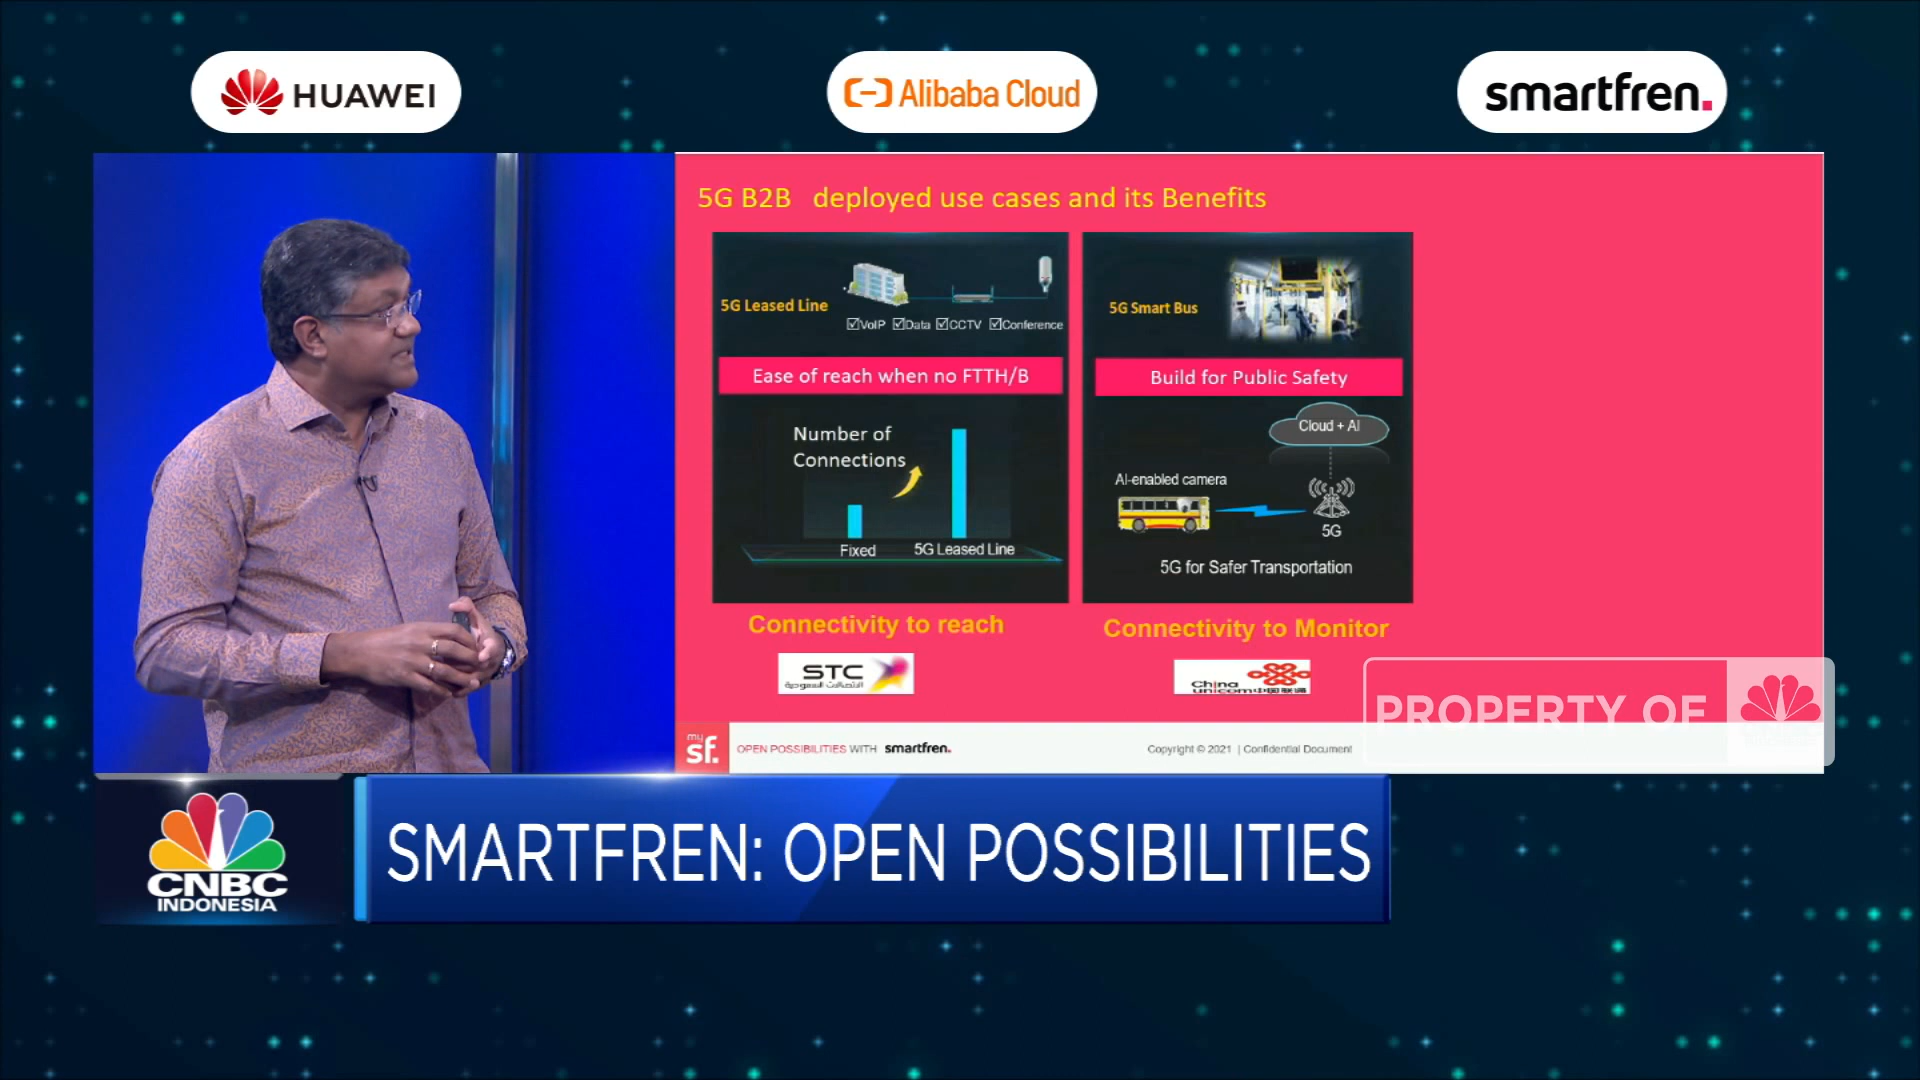 HUAWEI
Alibaba Cloud
smartfren.
5G B2B deployed use cases and its Benefits
5G Leased Line
☑VoIP ☑Data ☑CCTV ☑Conference
Ease of reach when no FTTH/B
Number of
Connections
Fixed
5G Leased Line
Connectivity to reach
STC
الاتصالات السعودية
5G Smart Bus
Build for Public Safety
Cloud + AI
AI-enabled camera
5G
5G for Safer Transportation
Connectivity to Monitor
China
unicom
PROPERTY OF
my
sf.
OPEN POSSIBILITIES WITH smartfren.
Copyright © 2021 | Confidential Document
CNBC
INDONESIA
SMARTFREN: OPEN POSSIBILITIES